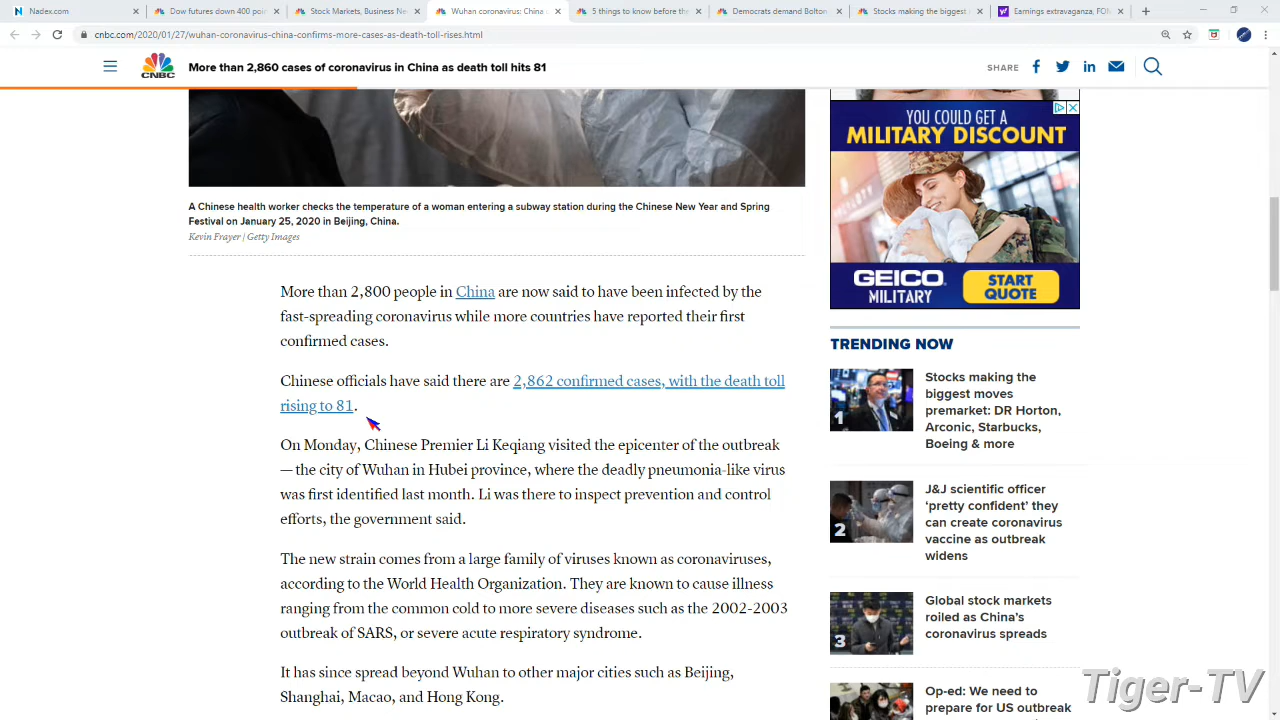 Nadex.com
Dow futures down 400 poi
Stock Markets, Business Ne
Wuhan coronavirus: China
5 things to know before the
Democrats demand Bolton
Stocks making the biggest
Earnings extravaganza, FOM
cnbc.com/2020/01/27/wuhan-coronavirus-china-confirms-more-cases-as-death-toll-rises.html
CNBC
More than 2,860 cases of coronavirus in China as death toll hits 81
SHARE
A Chinese health worker checks the temperature of a woman entering a subway station during the Chinese New Year and Spring
Festival on January 25, 2020 in Beijing, China.
Kevin Frayer | Getty Images
More than 2,800 people in China are now said to have been infected by the
fast-spreading coronavirus while more countries have reported their first
confirmed cases.
Chinese officials have said there are 2,862 confirmed cases, with the death toll
rising to 81.
On Monday, Chinese Premier Li Keqiang visited the epicenter of the outbreak
— the city of Wuhan in Hubei province, where the deadly pneumonia-like virus
was first identified last month. Li was there to inspect prevention and control
efforts, the government said.
The new strain comes from a large family of viruses known as coronaviruses,
according to the World Health Organization. They are known to cause illness
ranging from the common cold to more severe diseases such as the 2002-2003
outbreak of SARS, or severe acute respiratory syndrome.
It has since spread beyond Wuhan to other major cities such as Beijing,
Shanghai, Macao, and Hong Kong.
YOU COULD GET A
MILITARY DISCOUNT
GEICO
MILITARY
START
QUOTE
TRENDING NOW
1
Stocks making the
biggest moves
premarket: DR Horton,
Arconic, Starbucks,
Boeing & more
2
J&J scientific officer
‘pretty confident’ they
can create coronavirus
vaccine as outbreak
widens
3
Global stock markets
roiled as China’s
coronavirus spreads
Op-ed: We need to
prepare for US outbreak
Tiger-TV